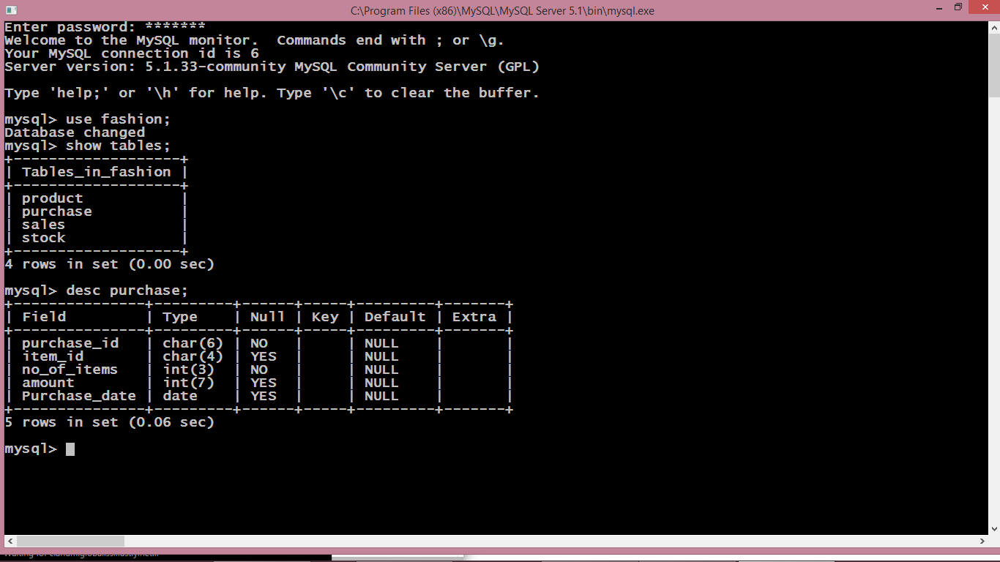 C:\Program Files (x86)\MySQL\MySQL Server 5.1\bin\mysql.exe
Enter password: *******
Welcome to the MySQL monitor.  Commands end with ; or \g.
Your MySQL connection id is 6
Server version: 5.1.33-community MySQL Community Server (GPL)
Type 'help;' or '\h' for help. Type '\c' to clear the buffer.
mysql> use fashion;
Database changed
mysql> show tables;
+-------------------+
| Tables_in_fashion |
+-------------------+
| product           |
| purchase          |
| sales             |
| stock             |
+-------------------+
4 rows in set (0.00 sec)
mysql> desc purchase;
+---------------+---------+------+-----+---------+-------+
| Field         | Type    | Null | Key | Default | Extra |
+---------------+---------+------+-----+---------+-------+
| purchase_id   | char(6) | NO   |     | NULL    |       |
| item_id       | char(4) | YES  |     | NULL    |       |
| no_of_items   | int(3)  | NO   |     | NULL    |       |
| amount        | int(7)  | YES  |     | NULL    |       |
| Purchase_date | date    | YES  |     | NULL    |       |
+---------------+---------+------+-----+---------+-------+
5 rows in set (0.06 sec)
mysql>